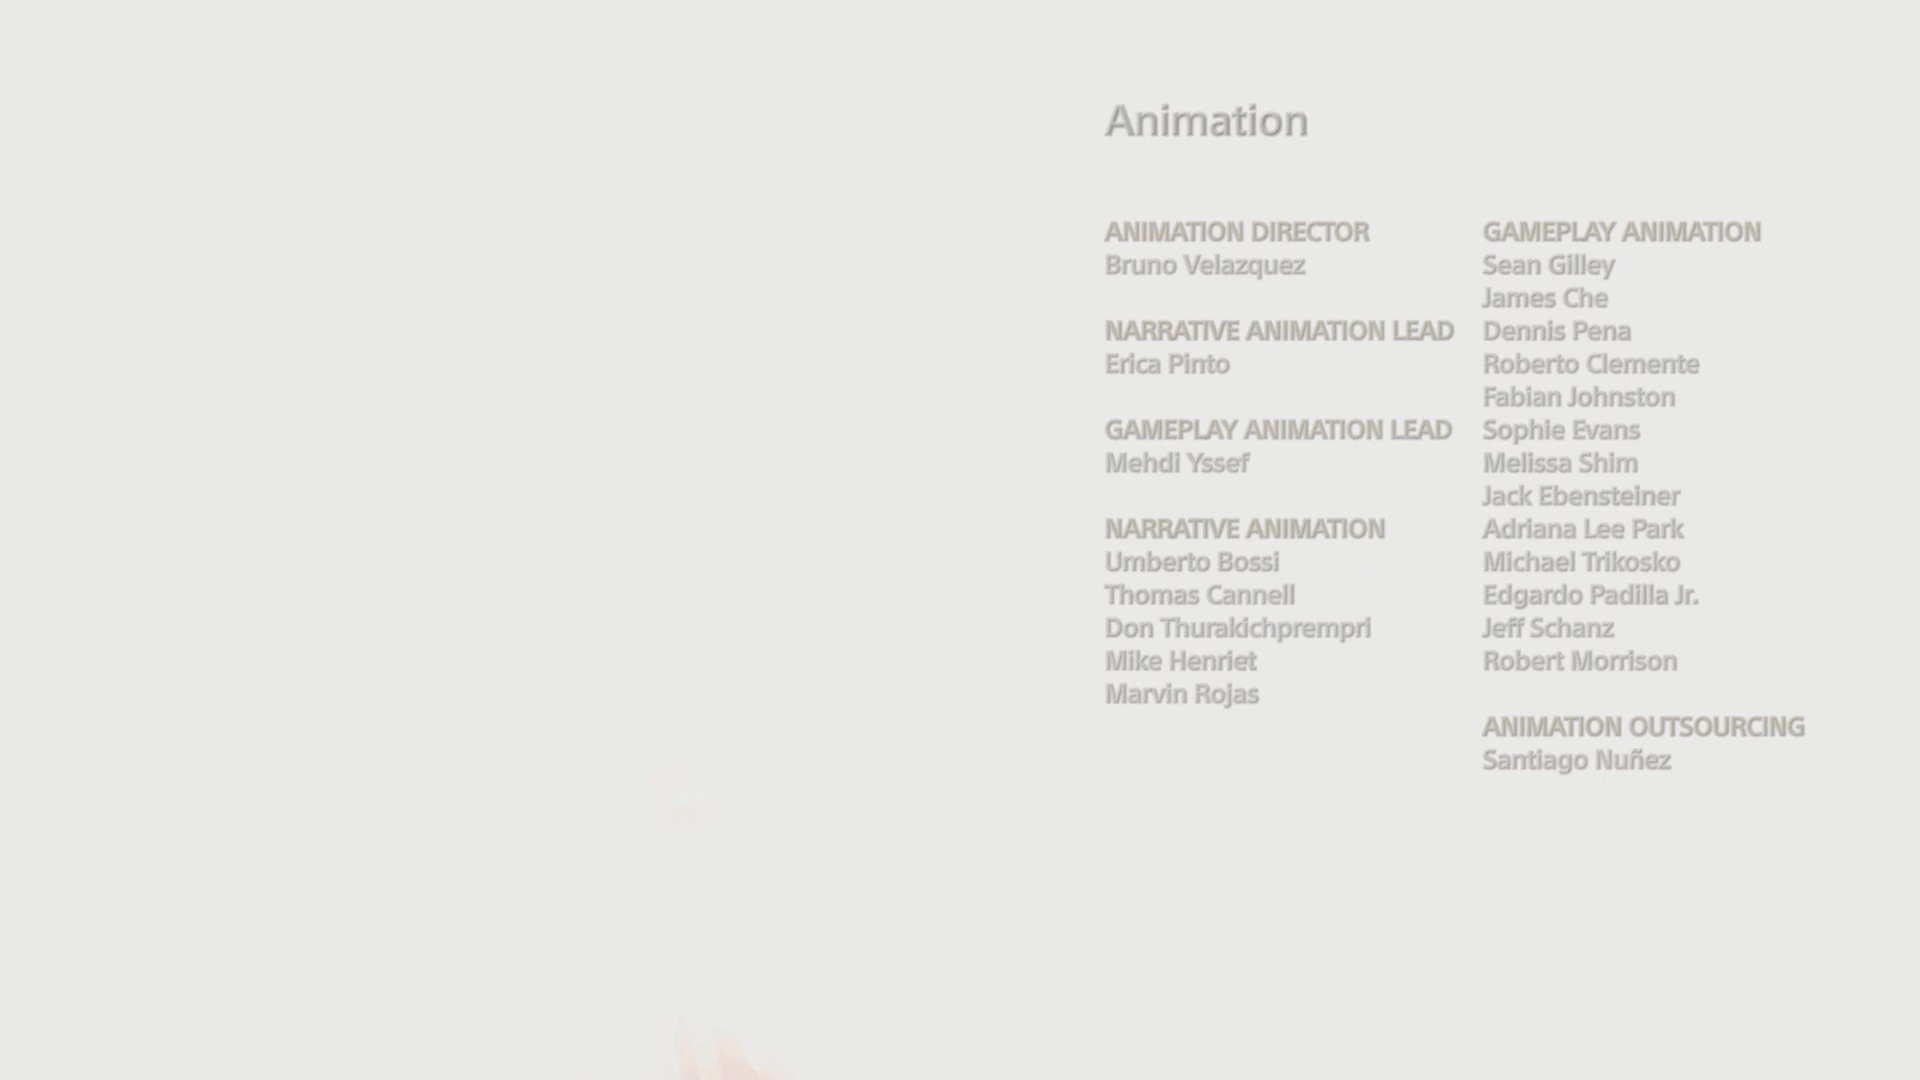 Animation
ANIMATION DIRECTOR
Bruno Velazquez
NARRATIVE ANIMATION LEAD
Erica Pinto
GAMEPLAY ANIMATION LEAD
Mehdi Yssef
NARRATIVE ANIMATION
Umberto Bossi
Thomas Cannell
Don Thurakichprempri
Mike Henriet
Marvin Rojas
GAMEPLAY ANIMATION
Sean Gilley
James Che
Dennis Pena
Roberto Clemente
Fabian Johnston
Sophie Evans
Melissa Shim
Jack Ebensteiner
Adriana Lee Park
Michael Trikosko
Edgardo Padilla Jr.
Jeff Schanz
Robert Morrison
ANIMATION OUTSOURCING
Santiago Nuñez